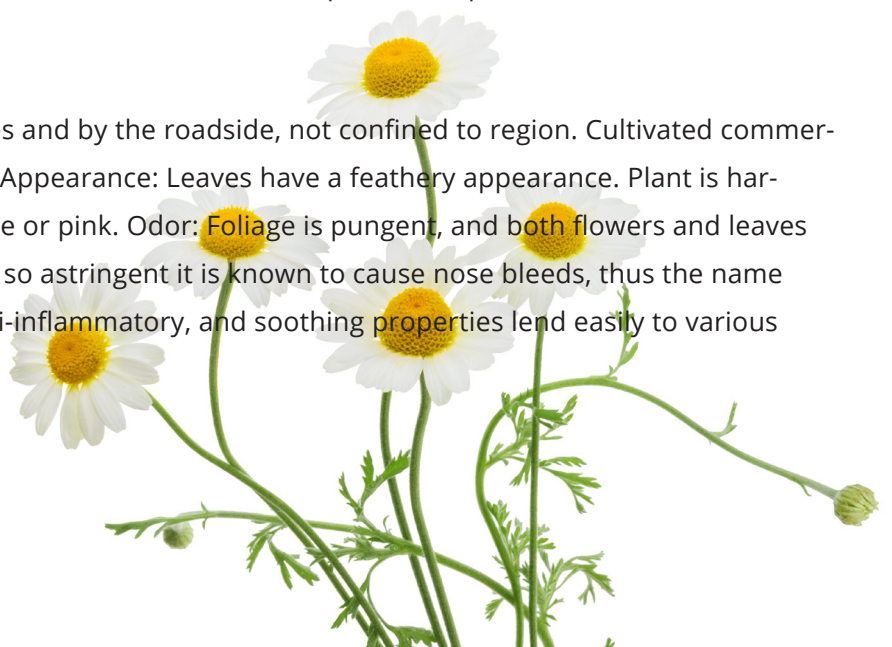 s and by the roadside, not confined to region. Cultivated commer-
Appearance: Leaves have a feathery appearance. Plant is har-
e or pink. Odor: Foliage is pungent, and both flowers and leaves
so astringent it is known to cause nose bleeds, thus the name
i-inflammatory, and soothing properties lend easily to various